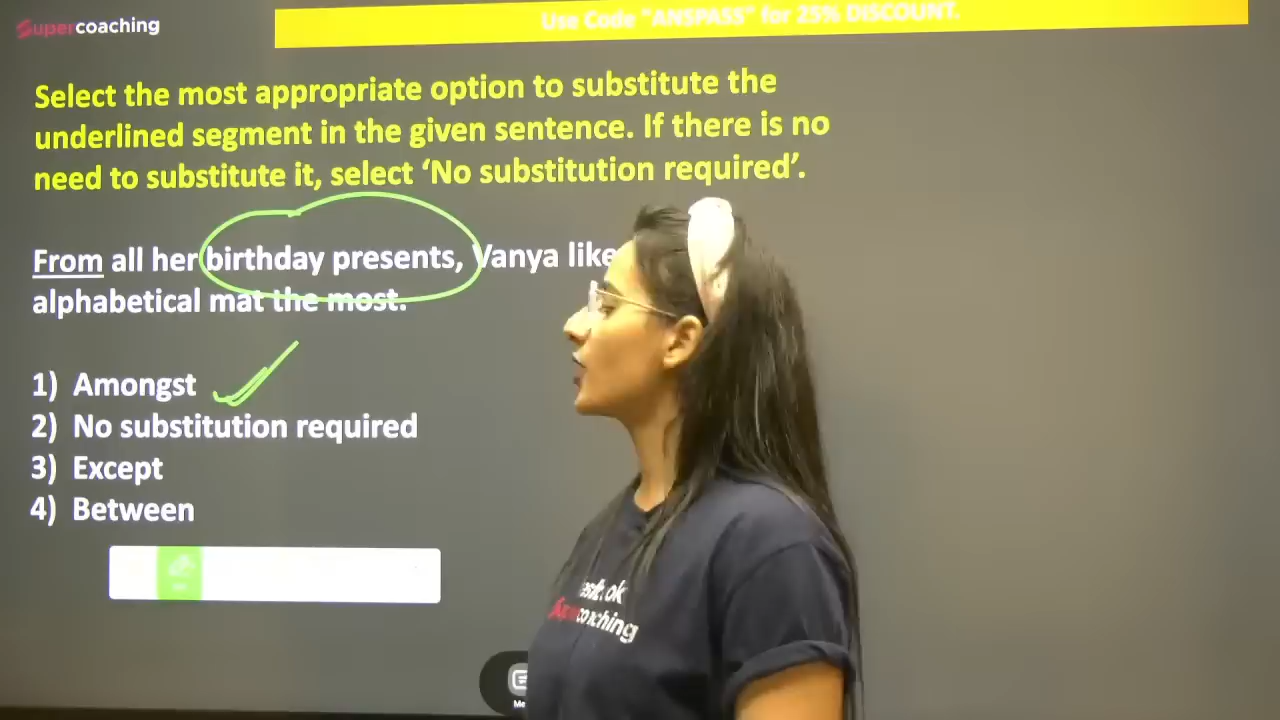 Supercoaching
Use Code "ANSPASS" for 25% DISCOUNT.
Select the most appropriate option to substitute the
underlined segment in the given sentence. If there is no
need to substitute it, select ‘No substitution required’.
From all her birthday presents, Vanya like
alphabetical mat the most.
1) Amongst
2) No substitution required
3) Except
4) Between
coaching